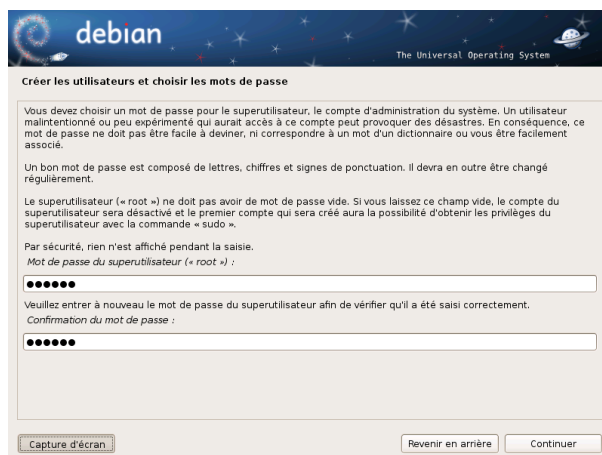 debian
The Universal Operating System
Créer les utilisateurs et choisir les mots de passe
Vous devez choisir un mot de passe pour le superutilisateur, le compte d'administration du système. Un utilisateur
malintentionné ou peu expérimenté qui aurait accès à ce compte peut provoquer des désastres. En conséquence, ce
mot de passe ne doit pas être facile à deviner, ni correspondre à un mot d'un dictionnaire ou vous être facilement
associé.
Un bon mot de passe est composé de lettres, chiffres et signes de ponctuation. Il devra en outre être changé
régulièrement.
Le superutilisateur (« root ») ne doit pas avoir de mot de passe vide. Si vous laissez ce champ vide, le compte du
superutilisateur sera désactivé et le premier compte qui sera créé aura la possibilité d'obtenir les privilèges du
superutilisateur avec la commande « sudo ».
Par sécurité, rien n'est affiché pendant la saisie.
Mot de passe du superutilisateur (« root ») :
●●●●●●
Veuillez entrer à nouveau le mot de passe du superutilisateur afin de vérifier qu'il a été saisi correctement.
Confirmation du mot de passe :
●●●●●●
Capture d'écran
Revenir en arrière
Continuer